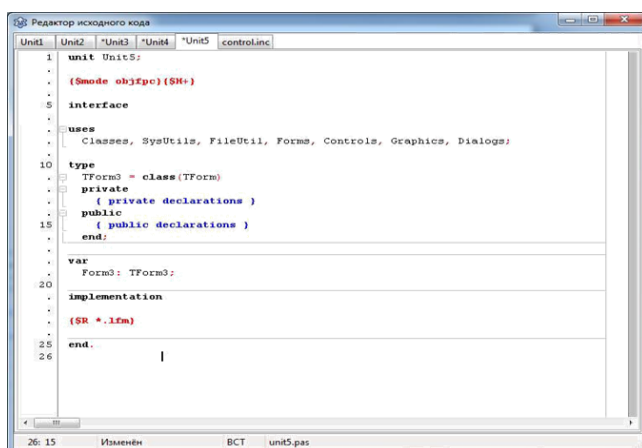 Редактор исходного кода
Unit1 Unit2 *Unit3 *Unit4 *Unit5 control.inc
1 unit Unit5;
. {$mode objfpc}{$H+}
5 interface
. uses
. Classes, SysUtils, FileUtil, Forms, Controls, Graphics, Dialogs;
10 type
. TForm3 = class(TForm)
. private
. { private declarations }
. public
15 { public declarations }
. end;
. var
. Form3: TForm3;
20
. implementation
. {$R *.lfm}
25 end.
26
26: 15 Изменён ВСТ unit5.pas